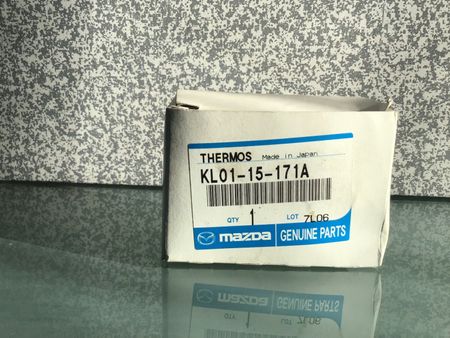 THERMOS Made in Japan
KL01-15-171A
QTY 1 LOT 7L06
mazda GENUINE PARTS